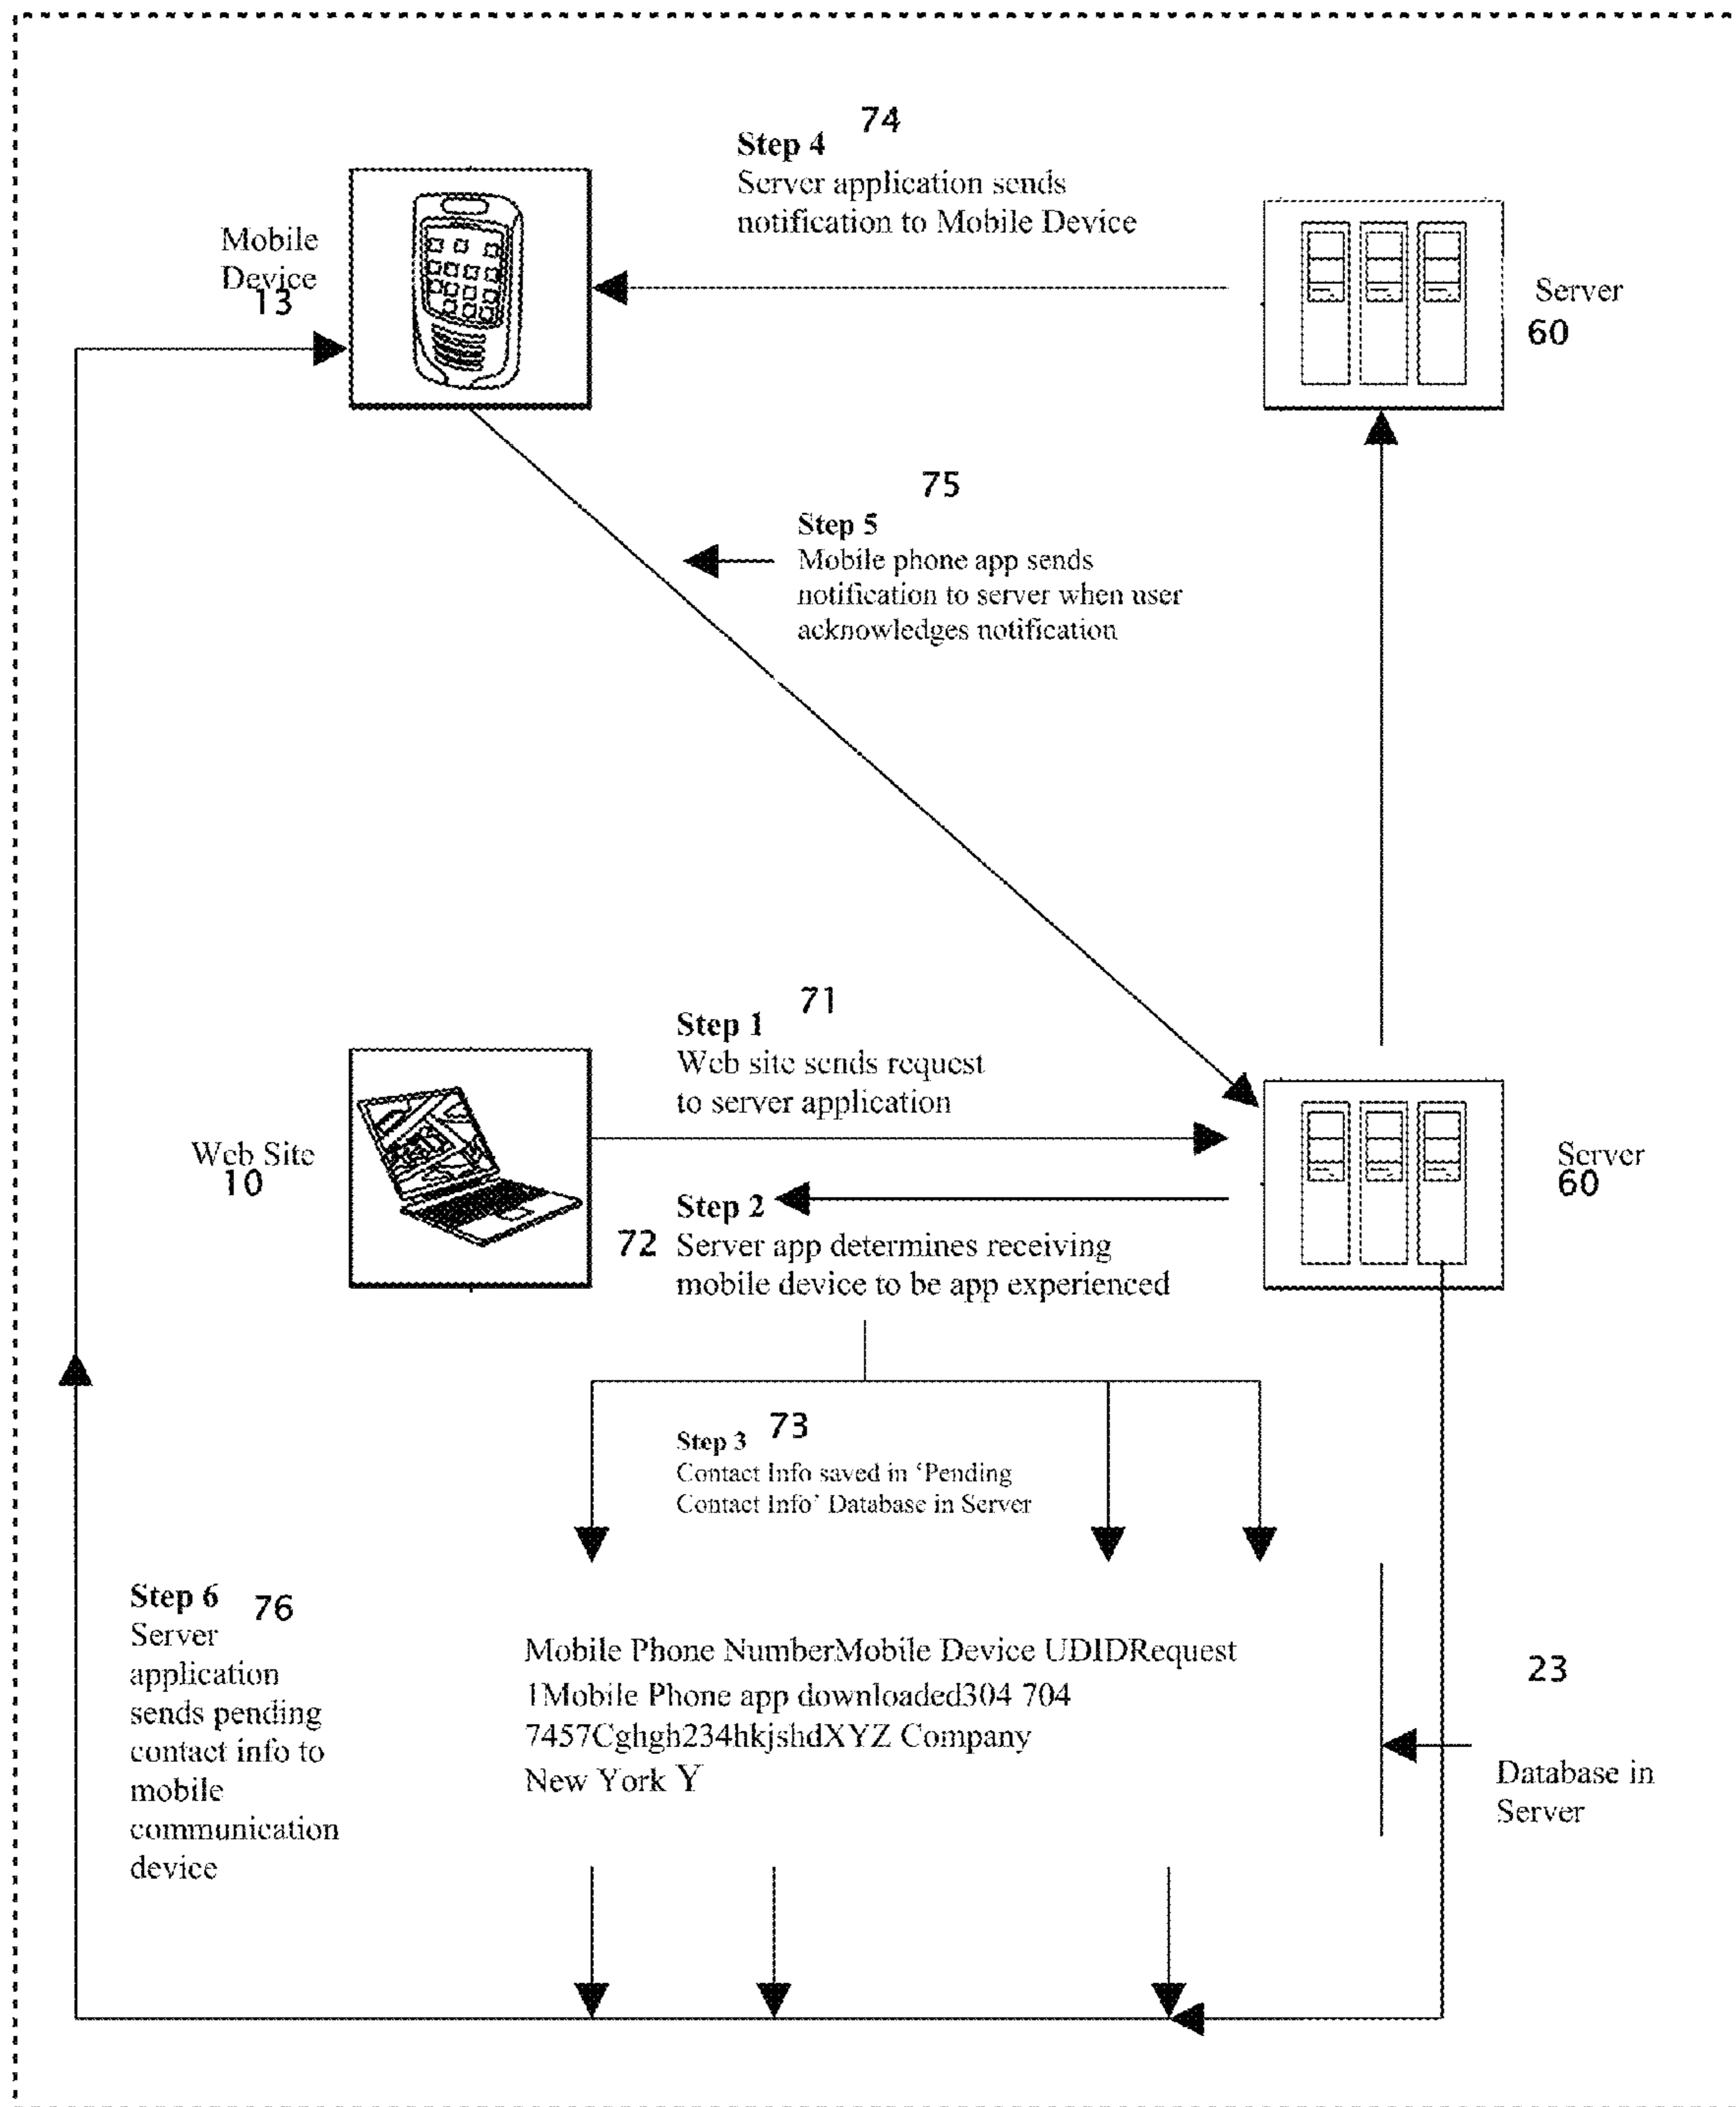 74
Step 4
Server application sends
notification to Mobile Device
Mobile
Device
13
Server
60
75
Step 5
Mobile phone app sends
notification to server when user
acknowledges notification
71
Step 1
Web site sends request
to server application
Web Site
10
Server
60
Step 2
72 Server app determines receiving
mobile device to be app experienced
73
Step 3
Contact Info saved in ‘Pending
Contact Info’ Database in Server
Step 6 76
Server
application
sends pending
contact info to
mobile
communication
device
Mobile Phone NumberMobile Device UDIDRequest
1Mobile Phone app downloaded304 704
7457Cghgh234hkjshdXYZ Company
New York Y
23
Database in
Server